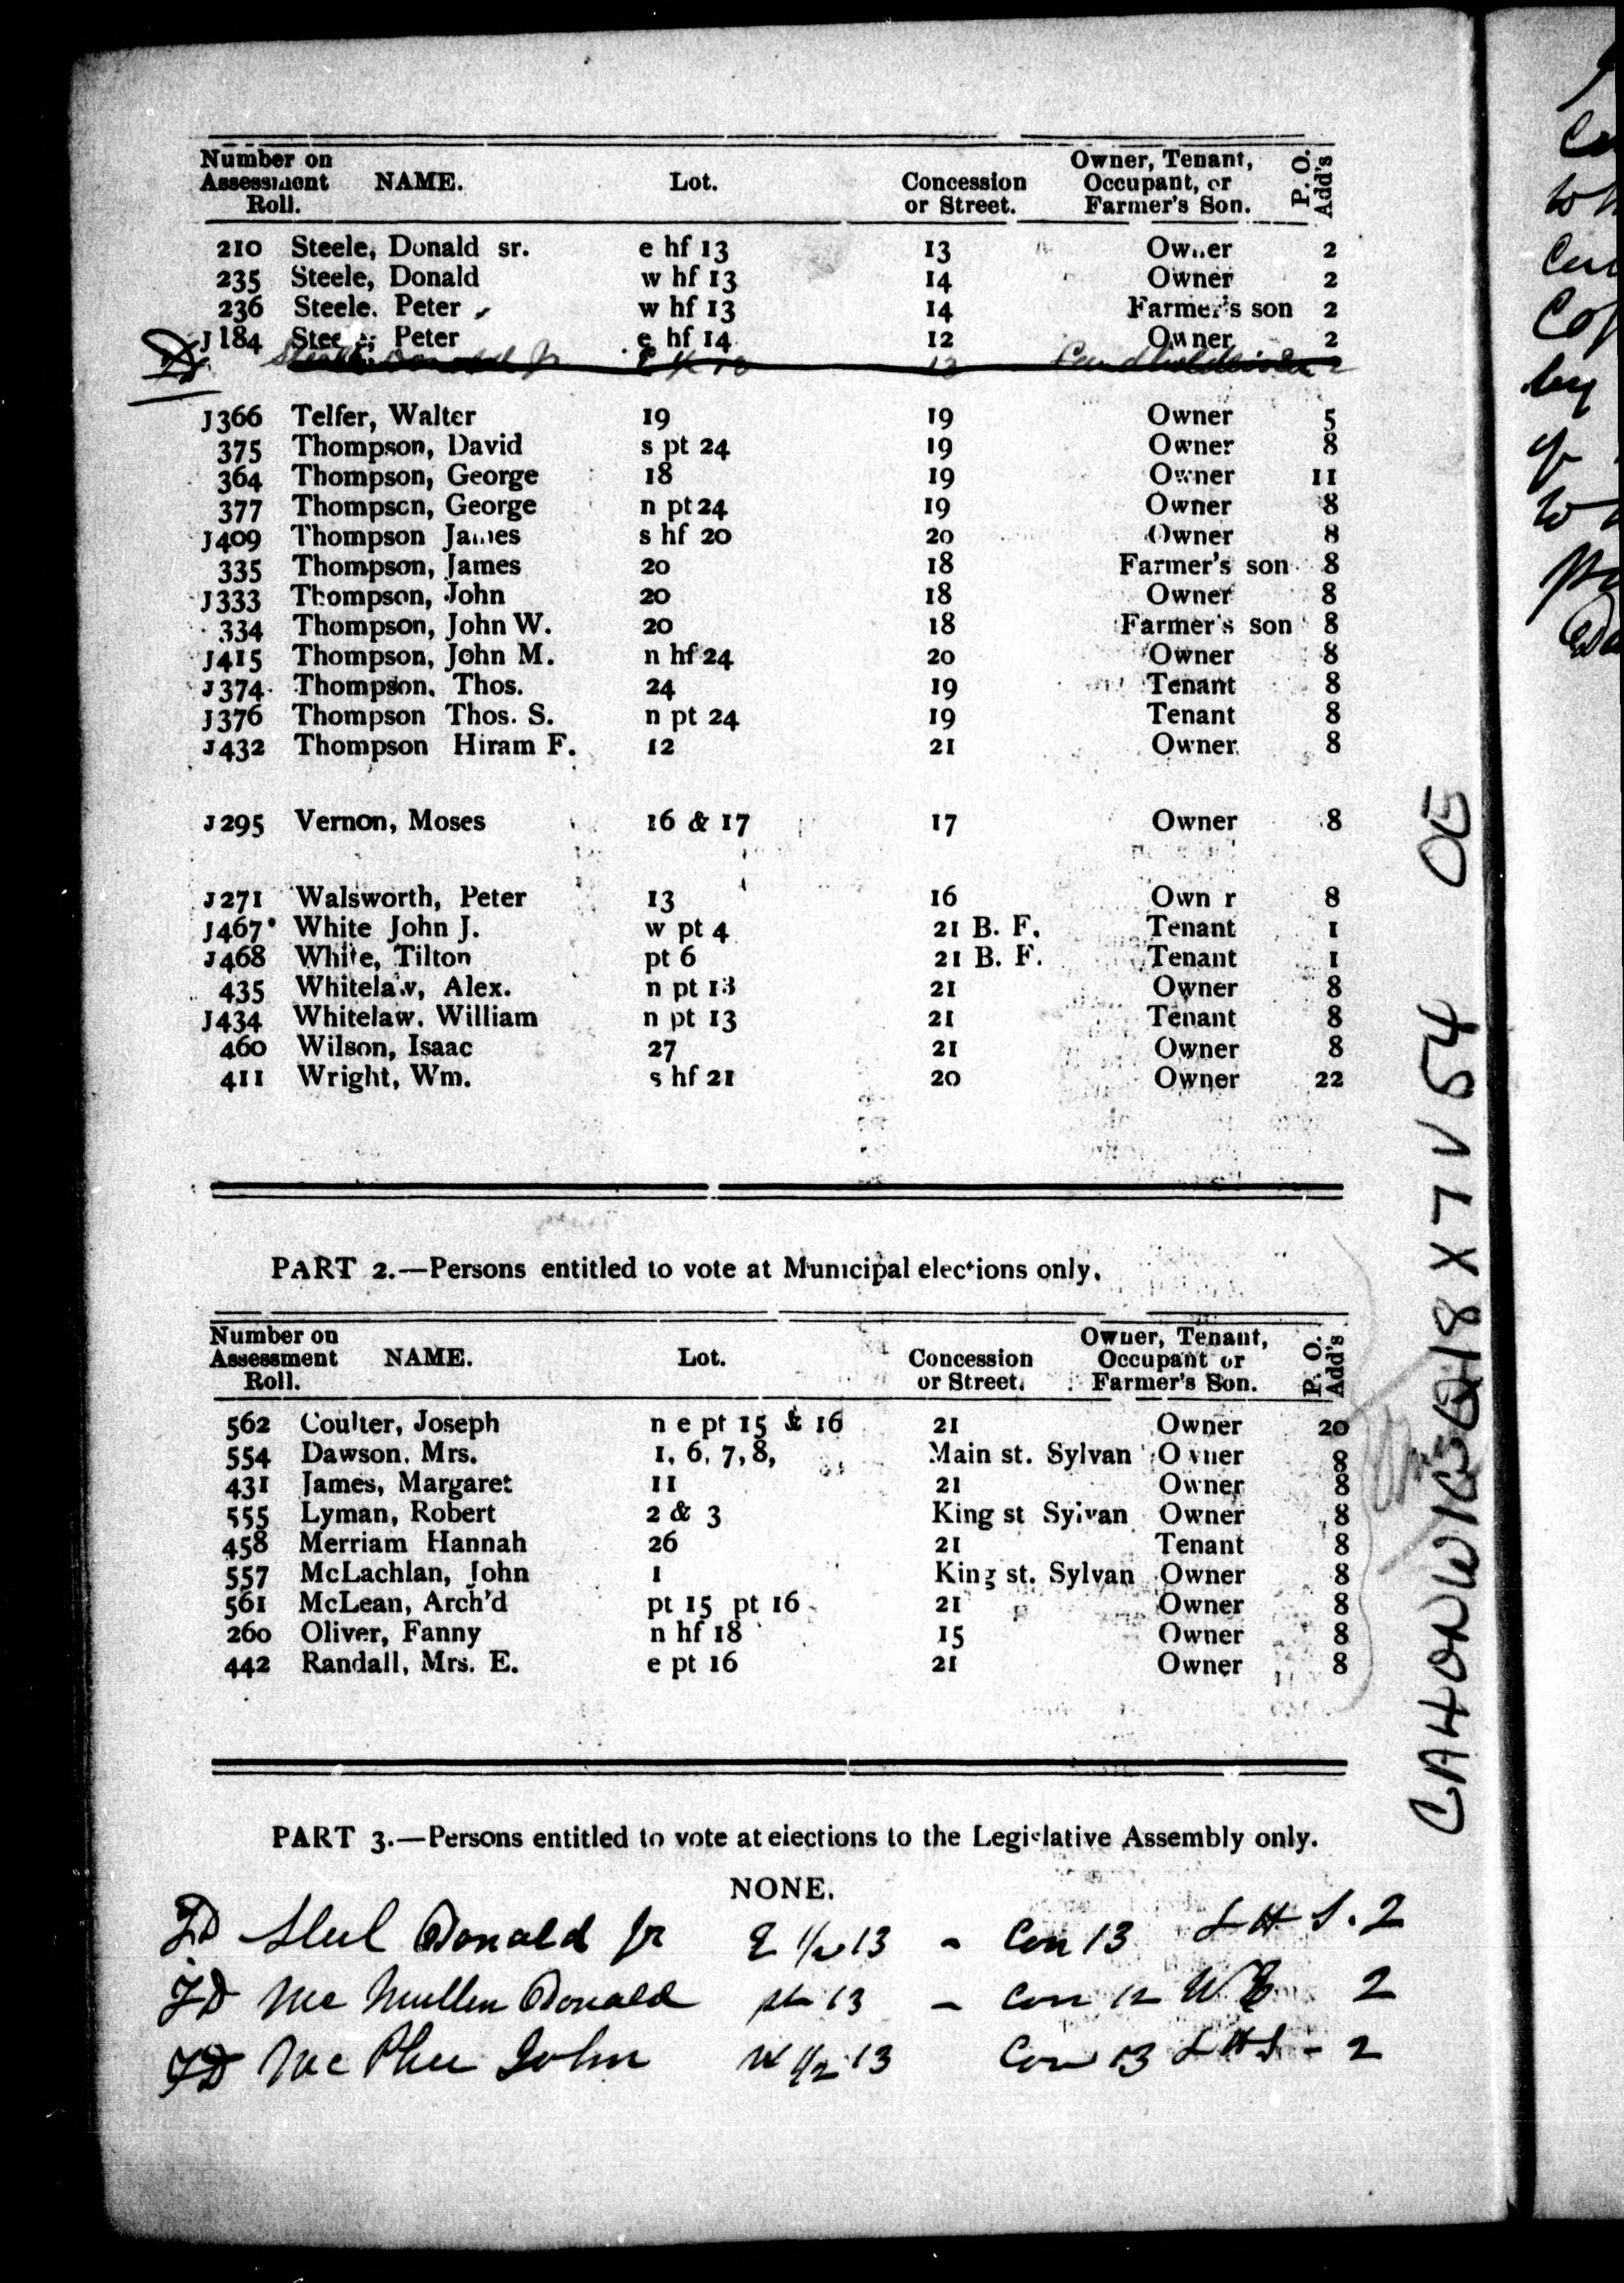 Number on Assessment Roll. NAME. Lot. Concession or Street. Owner, Tenant, Occupant, or Farmer's Son. P. O. Add's
210 Steele, Donald sr. e hf 13 13 Owner 2
235 Steele, Donald w hf 13 14 Owner 2
236 Steele. Peter w hf 13 14 Farmer's son 2
J184 Steele; Peter e hf 14 12 Owner 2
J366 Telfer, Walter 19 19 Owner 5
375 Thompson, David s pt 24 19 Owner 8
364 Thompson, George 18 19 Owner 11
377 Thompson, George n pt 24 19 Owner 8
J409 Thompson James s hf 20 20 Owner 8
335 Thompson, James 20 18 Farmer's son 8
J333 Thompson, John 20 18 Owner 8
334 Thompson, John W. 20 18 Farmer's son 8
J415 Thompson, John M. n hf 24 20 Owner 8
J374 Thompson. Thos. 24 19 Tenant 8
J376 Thompson Thos. S. n pt 24 19 Tenant 8
J432 Thompson Hiram F. 12 21 Owner 8
J295 Vernon, Moses 16 & 17 17 Owner 8
J271 Walsworth, Peter 13 16 Own r 8
J467 White John J. w pt 4 21 B. F. Tenant 1
J468 White, Tilton pt 6 21 B. F. Tenant 1
435 Whitelaw, Alex. n pt 13 21 Owner 8
J434 Whitelaw. William n pt 13 21 Tenant 8
460 Wilson, Isaac 27 21 Owner 8
411 Wright, Wm. s hf 21 20 Owner 22
PART 2.—Persons entitled to vote at Municipal elections only.
Number on Assessment Roll. NAME. Lot. Concession or Street. Owner, Tenant, Occupant or Farmer's Son. P. O. Add's
562 Coulter, Joseph n e pt 15 & 16 21 Owner 20
554 Dawson. Mrs. 1, 6, 7, 8, Main st. Sylvan Owner 8
431 James, Margaret 11 21 Owner 8
555 Lyman, Robert 2 & 3 King st Sylvan Owner 8
458 Merriam Hannah 26 21 Tenant 8
557 McLachlan, John 1 King st. Sylvan Owner 8
561 McLean, Arch'd pt 15 pt 16 21 Owner 8
260 Oliver, Fanny n hf 18 15 Owner 8
442 Randall, Mrs. E. e pt 16 21 Owner 8
PART 3.—Persons entitled to vote at elections to the Legislative Assembly only.
NONE.
Steel Donald Jr E 1/2 13 - Con 13 L H S. 2
Mc Mullen Donald pt 13 - Con 12 2
Mc Phee John W 1/2 13 Con 13 L H S - 2